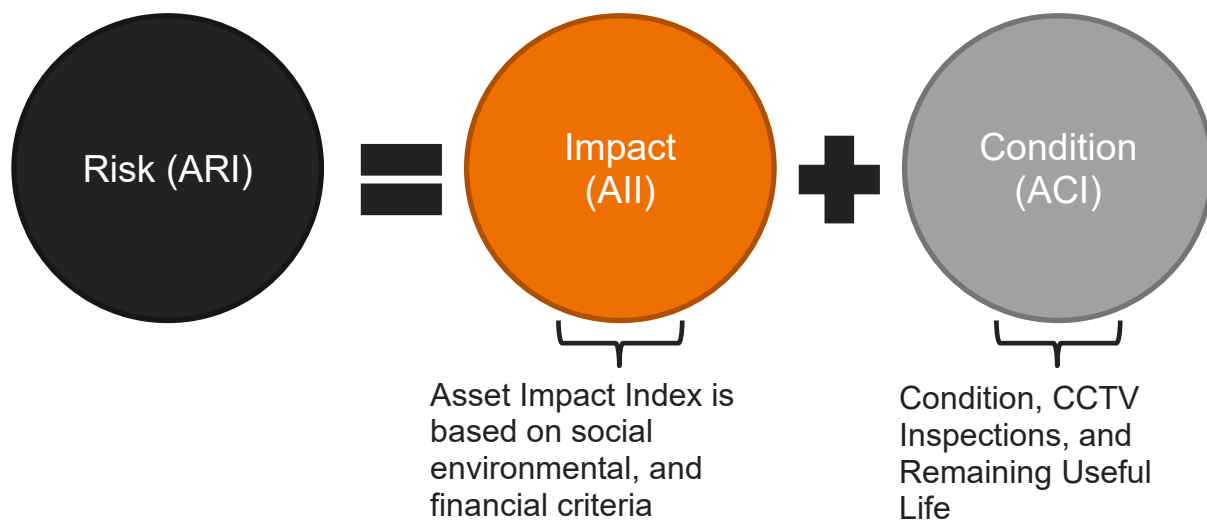 Risk (ARI)
Impact
(AII)
Condition
(ACI)
Asset Impact Index is
based on social
environmental, and
financial criteria
Condition, CCTV
Inspections, and
Remaining Useful
Life